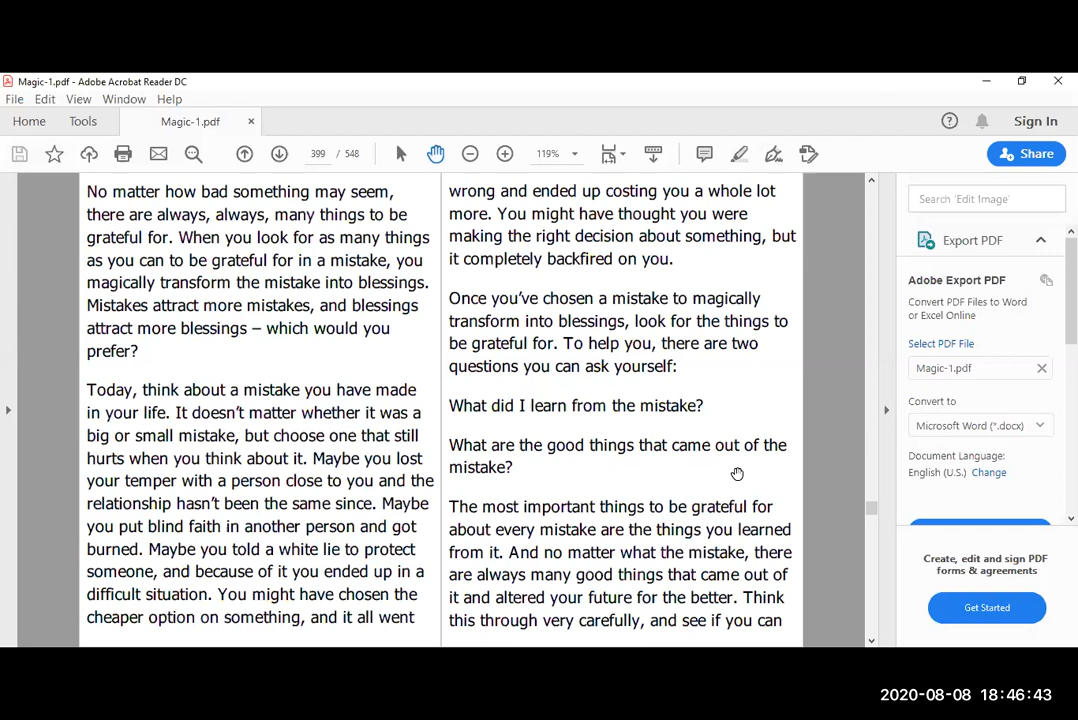 Magic-1.pdf - Adobe Acrobat Reader DC
File Edit View Window Help
Home Tools Magic-1.pdf × Sign In
399 / 548 119% Share
No matter how bad something may seem,
there are always, always, many things to be
grateful for. When you look for as many things
as you can to be grateful for in a mistake, you
magically transform the mistake into blessings.
Mistakes attract more mistakes, and blessings
attract more blessings – which would you
prefer?
Today, think about a mistake you have made
in your life. It doesn’t matter whether it was a
big or small mistake, but choose one that still
hurts when you think about it. Maybe you lost
your temper with a person close to you and the
relationship hasn’t been the same since. Maybe
you put blind faith in another person and got
burned. Maybe you told a white lie to protect
someone, and because of it you ended up in a
difficult situation. You might have chosen the
cheaper option on something, and it all went
wrong and ended up costing you a whole lot
more. You might have thought you were
making the right decision about something, but
it completely backfired on you.
Once you’ve chosen a mistake to magically
transform into blessings, look for the things to
be grateful for. To help you, there are two
questions you can ask yourself:
What did I learn from the mistake?
What are the good things that came out of the
mistake?
The most important things to be grateful for
about every mistake are the things you learned
from it. And no matter what the mistake, there
are always many good things that came out of
it and altered your future for the better. Think
this through very carefully, and see if you can
Search 'Edit Image'
Export PDF
Adobe Export PDF
Convert PDF Files to Word
or Excel Online
Select PDF File
Magic-1.pdf
Convert to
Microsoft Word (*.docx)
Document Language:
English (U.S.) Change
Create, edit and sign PDF
forms & agreements
Get Started
2020-08-08 18:46:43